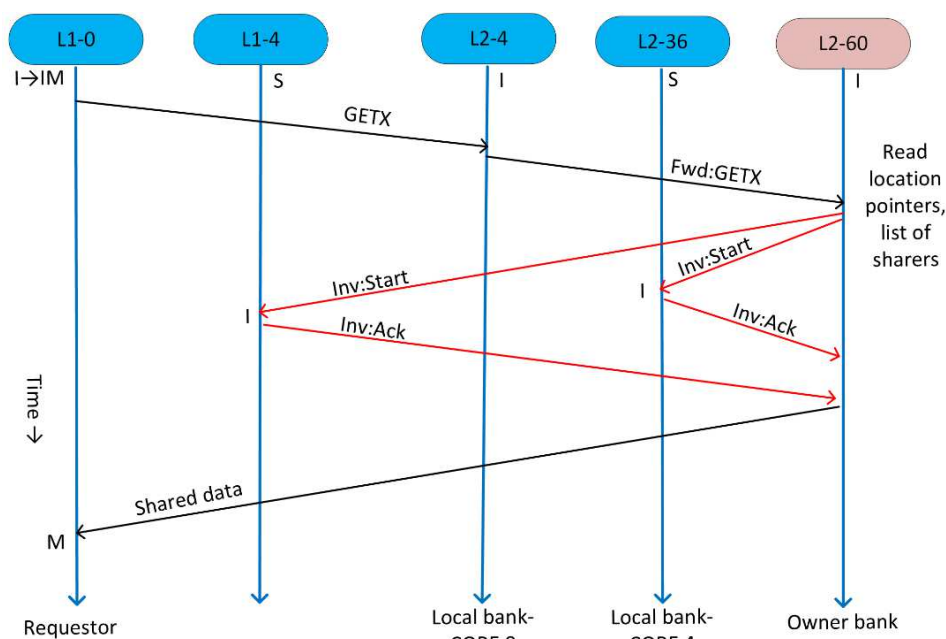 L1-0
L1-4
L2-4
L2-36
L2-60
I→IM
S
I
S
I
GETX
Fwd:GETX
Read
location
pointers,
list of
sharers
Inv:Start
Inv:Start
I
I
Inv:Ack
Inv:Ack
Time →
Shared data
M
Requestor
Local bank-
Local bank-
Owner bank